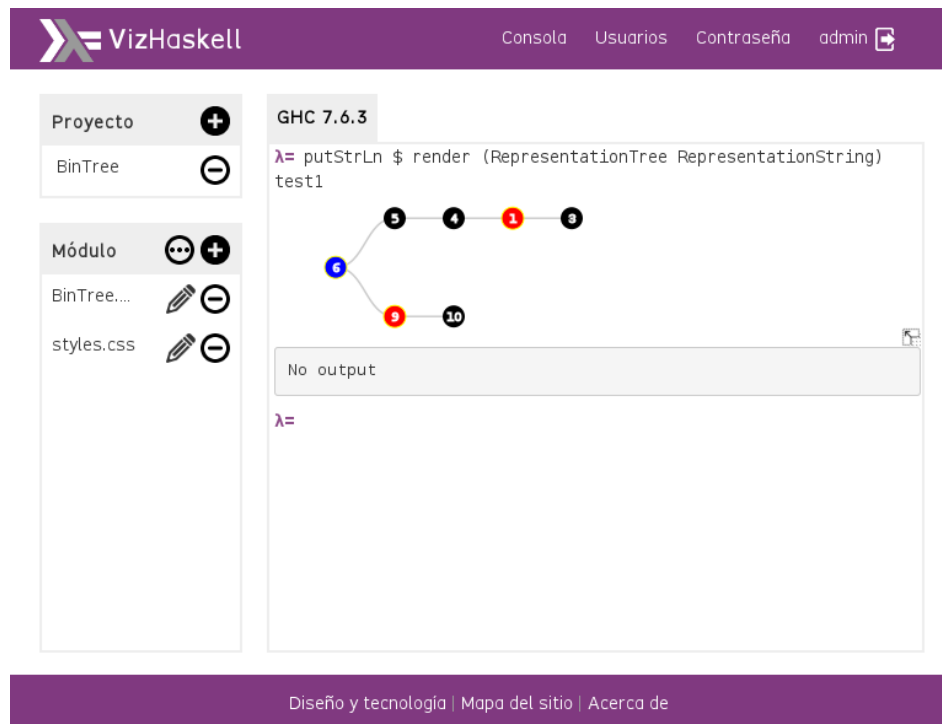 VizHaskell
Consola Usuarios Contraseña admin
Proyecto
BinTree
Módulo
BinTree....
styles.css
GHC 7.6.3
λ= putStrLn $ render (RepresentationTree RepresentationString)
test1
5 4 1 3
6
9 10
No output
λ=
Diseño y tecnología | Mapa del sitio | Acerca de